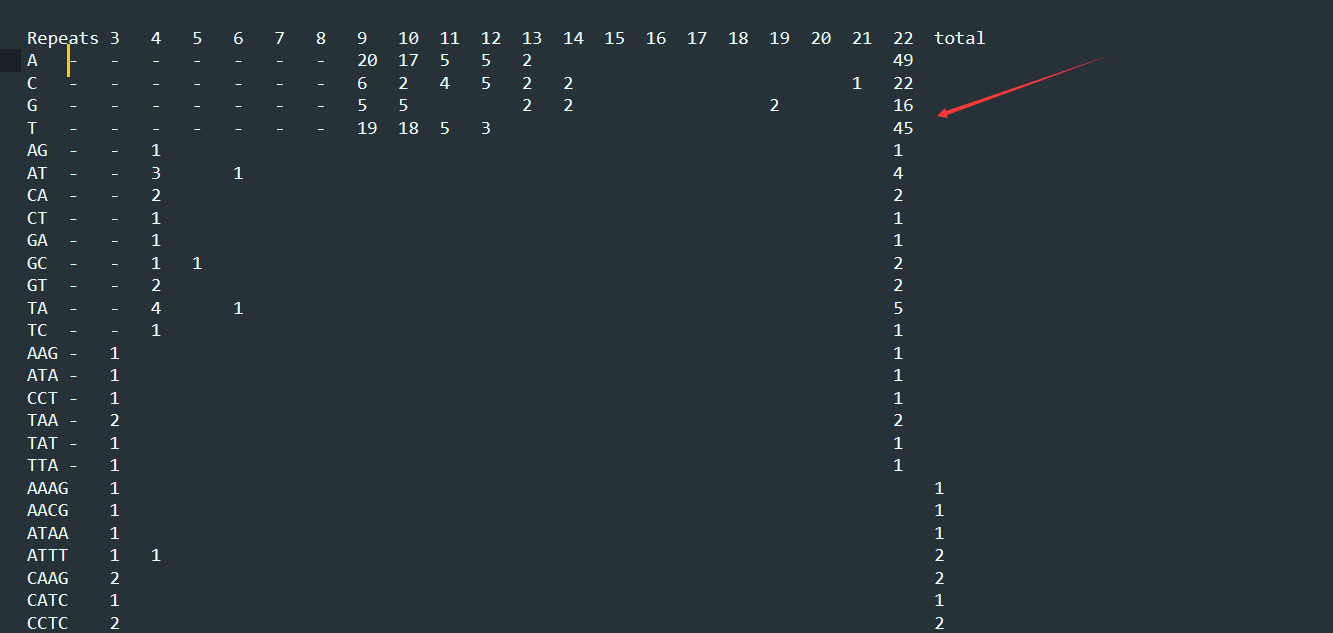 Repeats 3 4 5 6 7 8 9 10 11 12 13 14 15 16 17 18 19 20 21 22 total
A - - - - - - - 20 17 5 5 2 49
C - - - - - - - 6 2 4 5 2 2 1 22
G - - - - - - - 5 5 2 2 2 16
T - - - - - - - 19 18 5 3 45
AG - - 1 1
AT - - 3 1 4
CA - - 2 2
CT - - 1 1
GA - - 1 1
GC - - 1 1 2
GT - - 2 2
TA - - 4 1 5
TC - - 1 1
AAG - 1 1
ATA - 1 1
CCT - 1 1
TAA - 2 2
TAT - 1 1
TTA - 1 1
AAAG 1 1
AACG 1 1
ATAA 1 1
ATTT 1 1 2
CAAG 2 2
CATC 1 1
CCTC 2 2